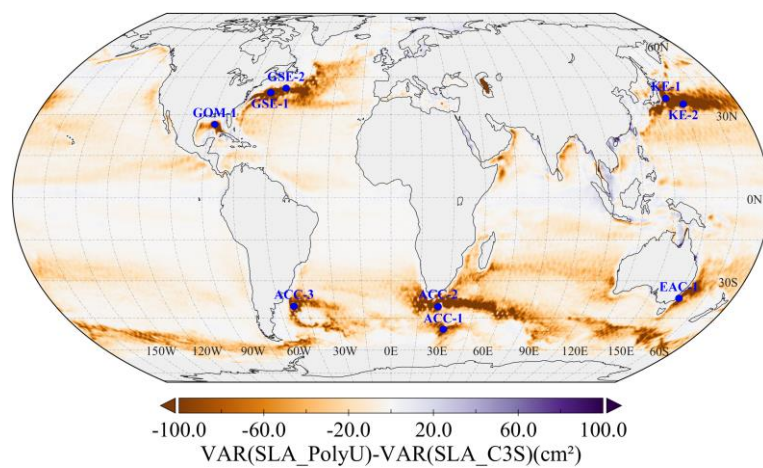 60N
GSE-2
KE-1
GSE-1
KE-2
GOM-1
30N
0N
30S
EAC-1
ACC-3 ACC-2
ACC-1
150W 120W 90W 60W 30W 0E 30E 60E 90E 120E 150E 60S
-100.0 -60.0 -20.0 20.0 60.0 100.0
VAR(SLA_PolyU)-VAR(SLA_C3S)(cm²)